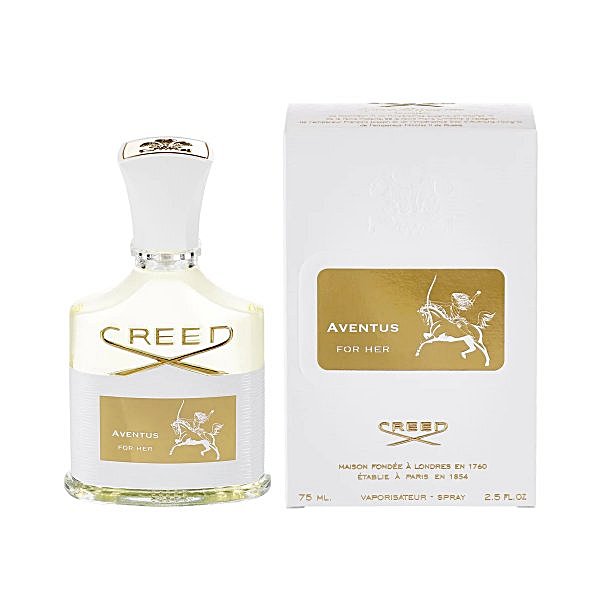 CREED
AVENTUS
FOR HER
AVENTUS
FOR HER
CREED
MAISON FONDÉE À LONDRES EN 1760
ÉTABLIE À PARIS EN 1854
75 ML. VAPORISATEUR - SPRAY 2.5 FL.OZ